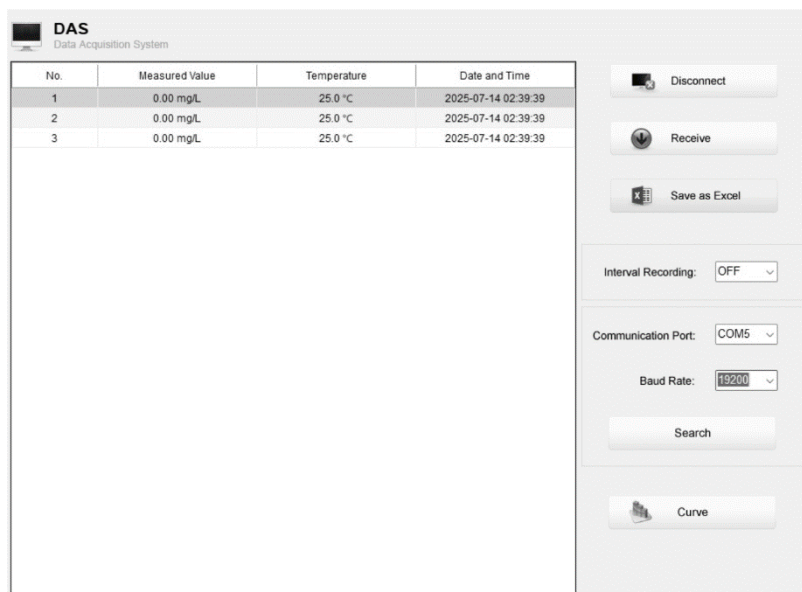 DAS
Data Acquisition System
No. Measured Value Temperature Date and Time
1 0.00 mg/L 25.0 °C 2025-07-14 02:39:39
2 0.00 mg/L 25.0 °C 2025-07-14 02:39:39
3 0.00 mg/L 25.0 °C 2025-07-14 02:39:39
Disconnect
Receive
Save as Excel
Interval Recording: OFF
Communication Port: COM5
Baud Rate: 19200
Search
Curve